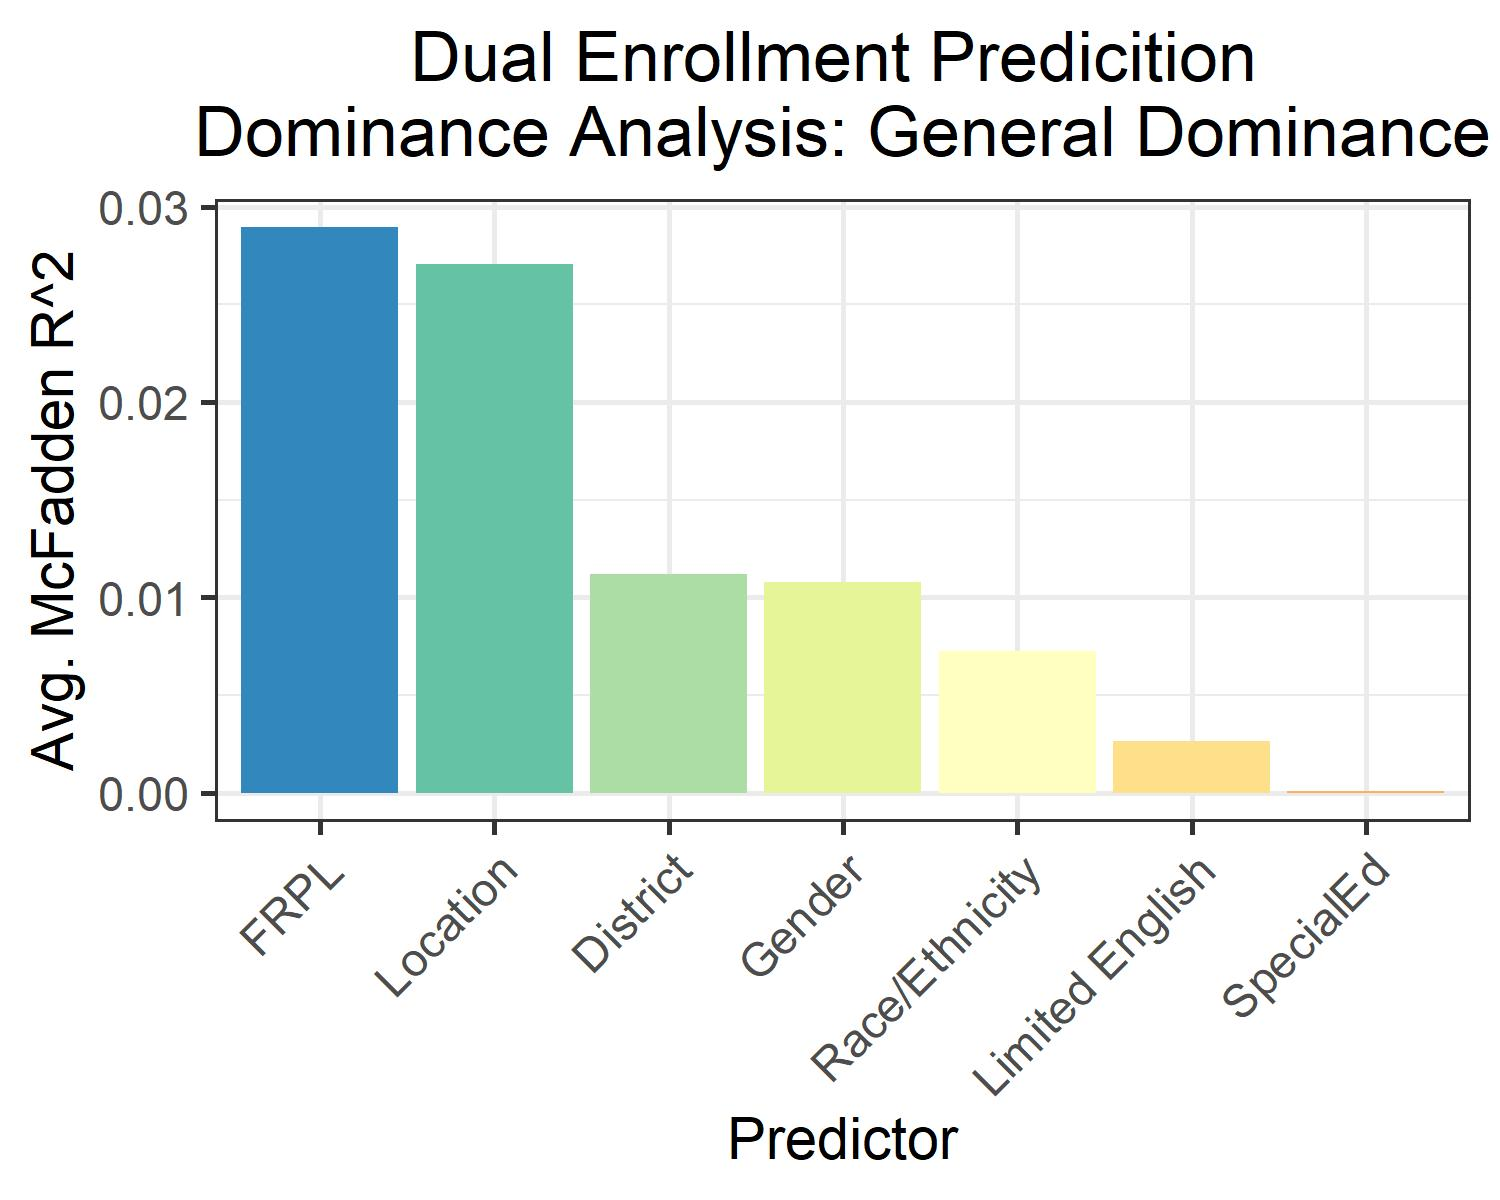 Dual Enrollment Predicition
Dominance Analysis: General Dominance
Avg. McFadden R^2
0.03
0.02
0.01
0.00
FRPL
Location
District
Gender
Race/Ethnicity
Limited English
SpecialEd
Predictor